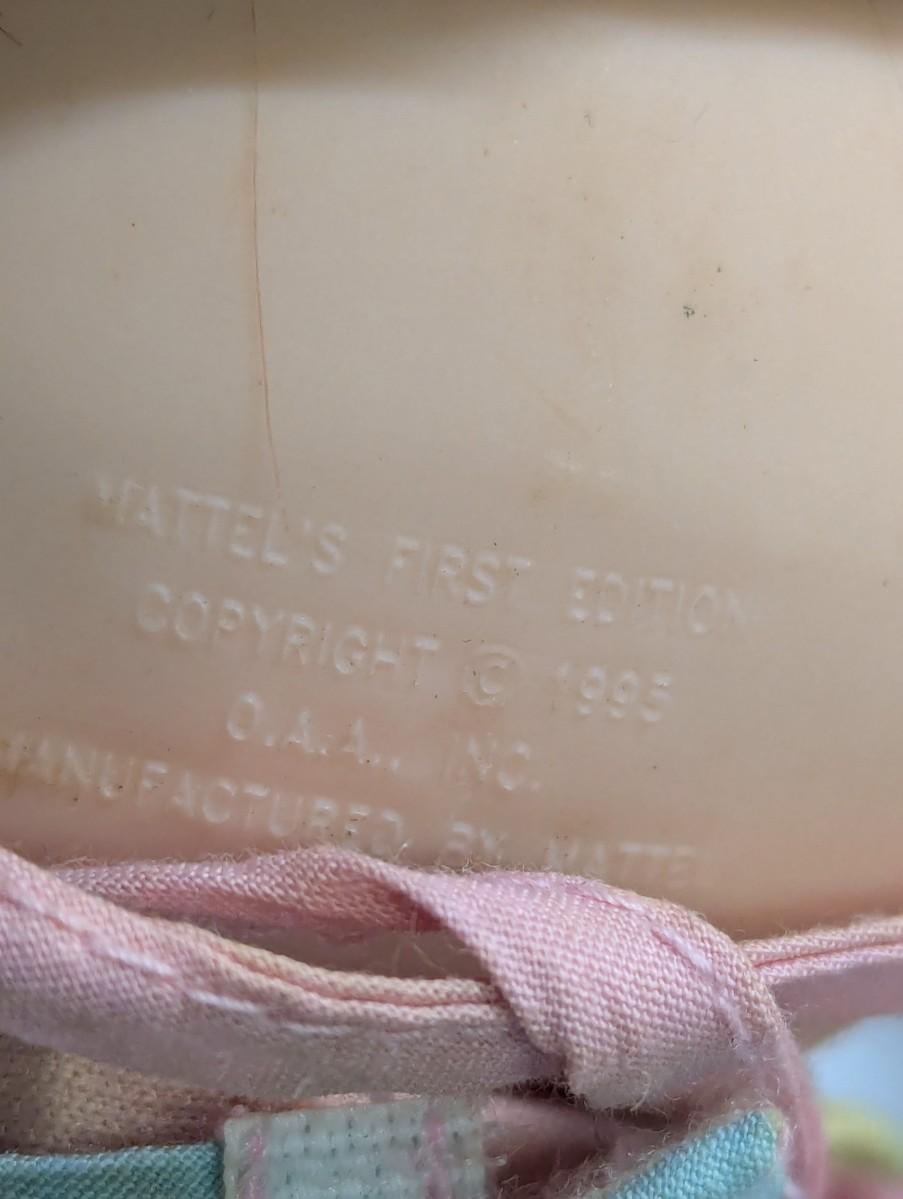 MATTEL'S FIRST EDITION
COPYRIGHT © 1995
O.A.A., INC.
MANUFACTURED BY MATTEL